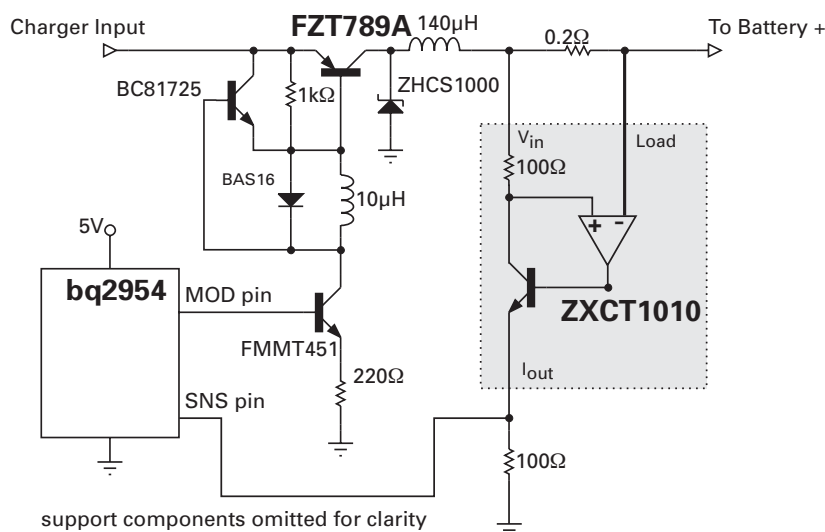 Charger Input
FZT789A
140µH
0.2Ω
To Battery +
BC81725
1kΩ
ZHCS1000
Vin
Load
100Ω
BAS16
10µH
+ -
5V
bq2954
MOD pin
ZXCT1010
FMMT451
Iout
220Ω
SNS pin
100Ω
support components omitted for clarity